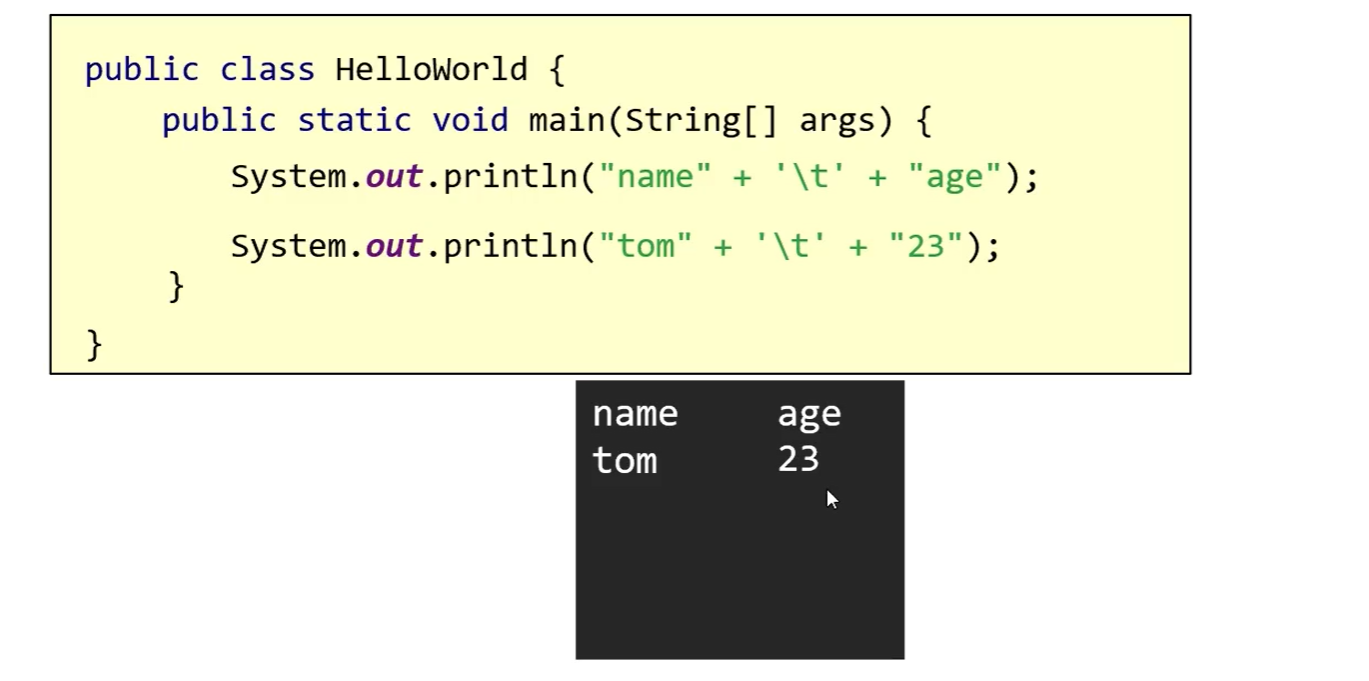 public class HelloWorld {
public static void main(String[] args) {
System.out.println("name" + '\t' + "age");
System.out.println("tom" + '\t' + "23");
}
}
name age
tom 23